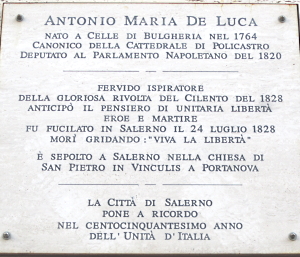 Antonio Maria De Luca
nato a Celle di Bulgheria nel 1764
Canonico della Cattedrale di Policastro
Deputato al Parlamento Napoletano del 1820
Fervido ispiratore
della gloriosa rivolta del Cilento del 1828
anticipò il pensiero di unitaria libertà
eroe e martire
fu fucilato in Salerno il 24 luglio 1828
morì gridando: "Viva la libertà"
È sepolto a Salerno nella chiesa di
San Pietro in Vinculis a Portanova
La Città di Salerno
pone a ricordo
nel centocinquantesimo anno
dell'Unità d'Italia